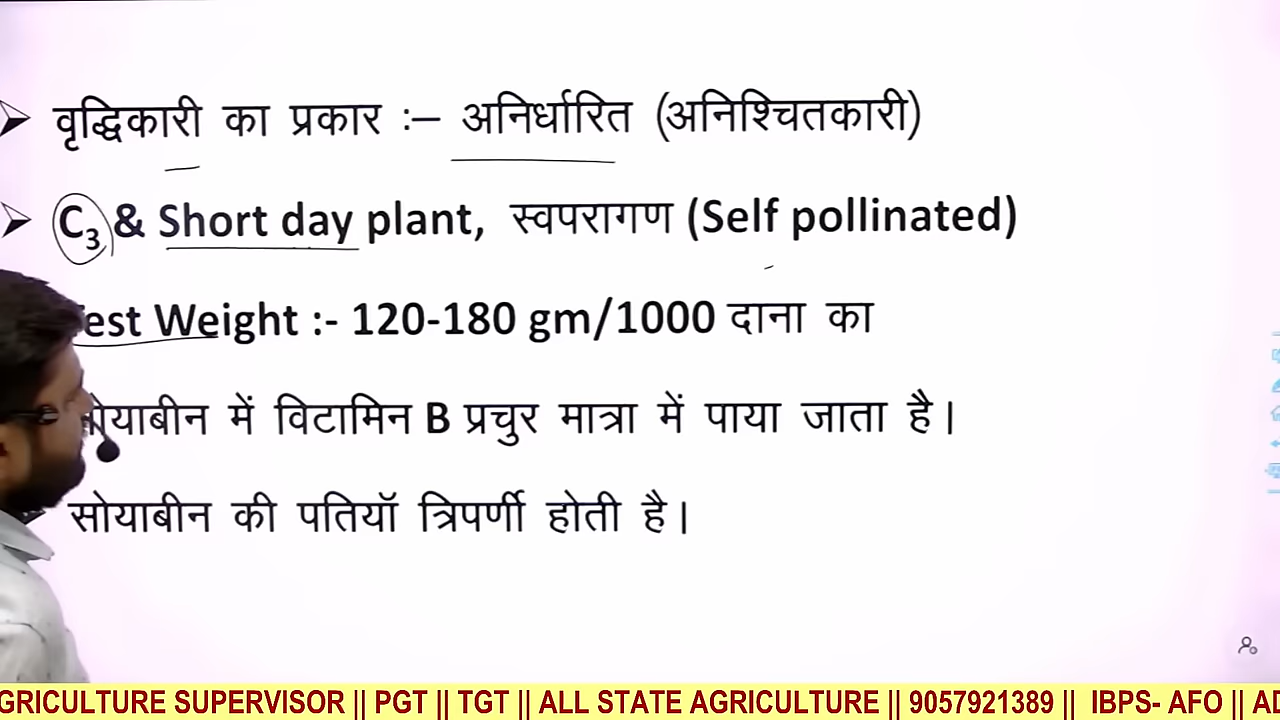 वृद्धिकारी का प्रकार :– अनिर्धारित (अनिश्चितकारी)
C₃ & Short day plant, स्वपरागण (Self pollinated)
Test Weight :- 120-180 gm/1000 दाना का
सोयाबीन में विटामिन B प्रचुर मात्रा में पाया जाता है।
सोयाबीन की पतियॉ त्रिपर्णी होती है।
GRICULTURE SUPERVISOR || PGT || TGT || ALL STATE AGRICULTURE || 9057921389 || IBPS- AFO || AD